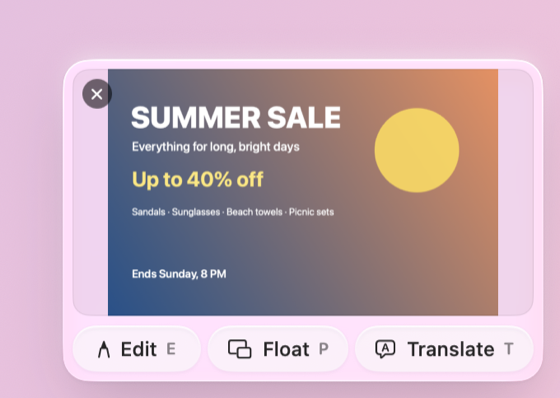 SUMMER SALE
Everything for long, bright days
Up to 40% off
Sandals · Sunglasses · Beach towels · Picnic sets
Ends Sunday, 8 PM
Edit E
Float P
Translate T